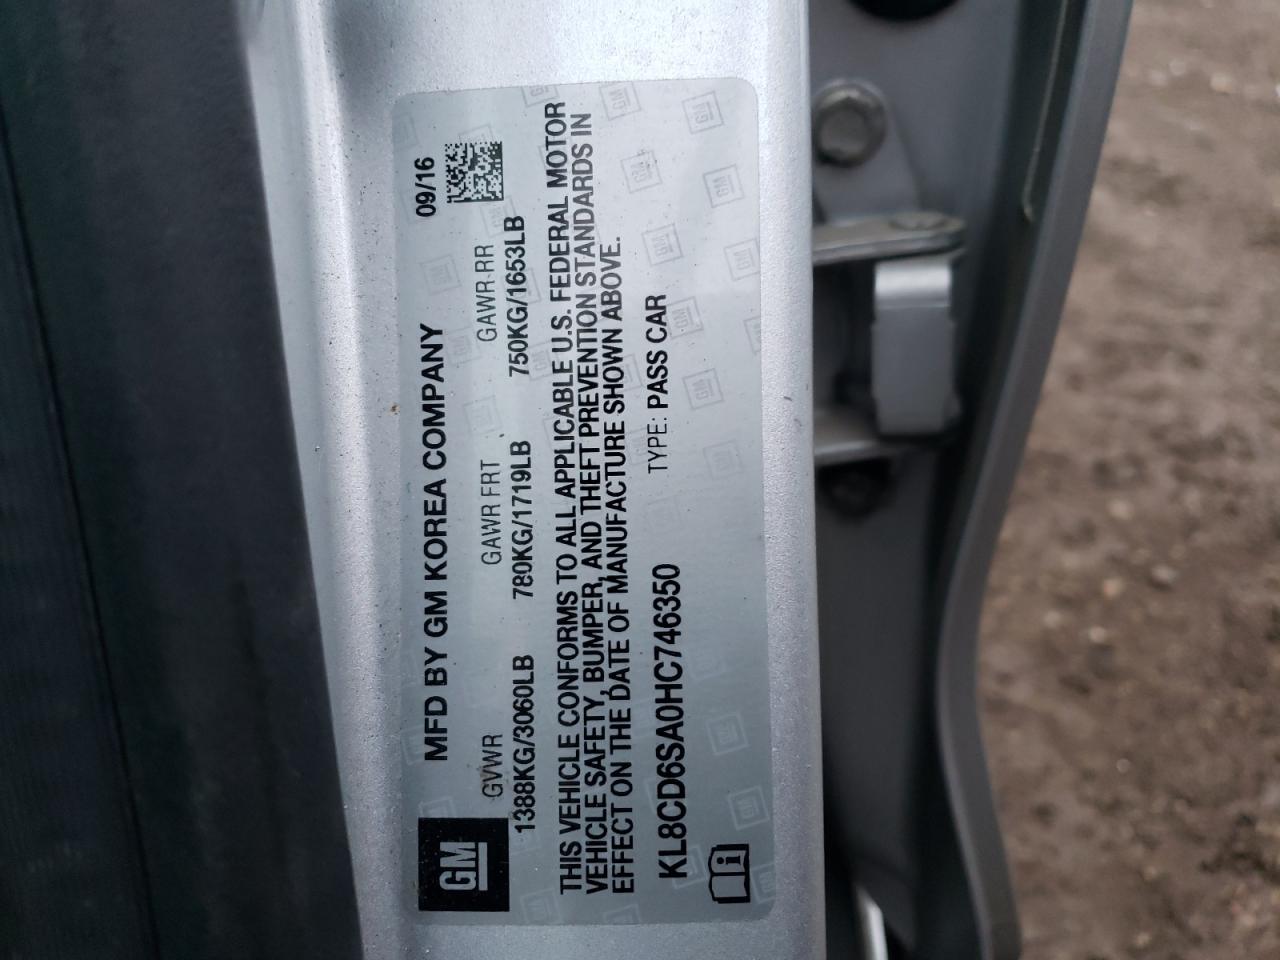 MFD BY GM KOREA COMPANY 09/16
GM
GVWR GAWR FRT GAWR RR
1388KG/3060LB 780KG/1719LB 750KG/1653LB
THIS VEHICLE CONFORMS TO ALL APPLICABLE U.S. FEDERAL MOTOR
VEHICLE SAFETY, BUMPER, AND THEFT PREVENTION STANDARDS IN
EFFECT ON THE DATE OF MANUFACTURE SHOWN ABOVE.
KL8CD6SA0HC746350 TYPE: PASS CAR